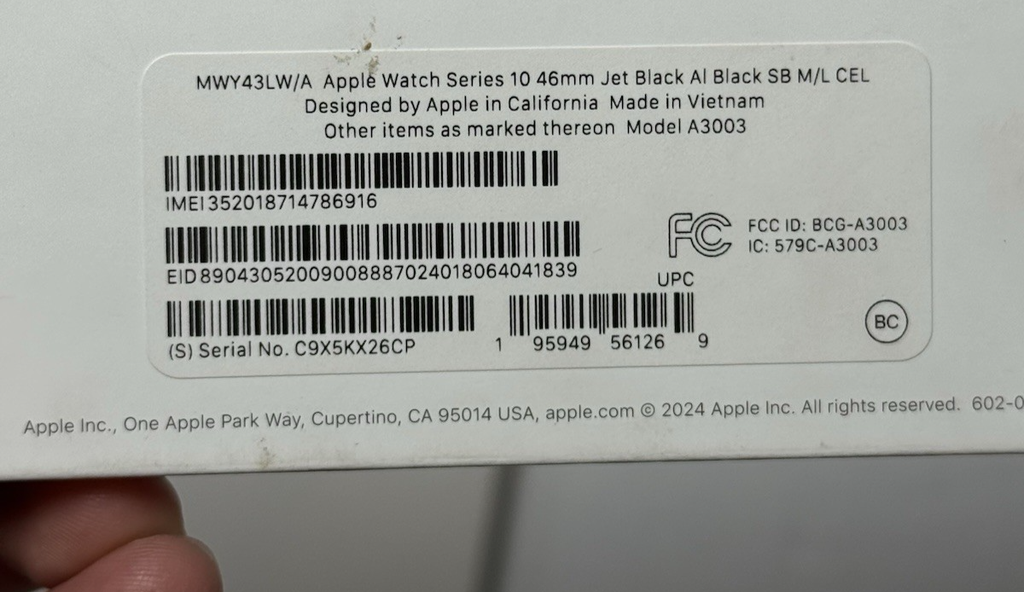 MWY43LW/A Apple Watch Series 10 46mm Jet Black Al Black SB M/L CEL
Designed by Apple in California Made in Vietnam
Other items as marked thereon Model A3003
IMEI 352018714786916
FC
FCC ID: BCG-A3003
IC: 579C-A3003
EID 89043052009008887024018064041839
UPC
(S) Serial No. C9X5KX26CP
1 95949 56126 9
BC
Apple Inc., One Apple Park Way, Cupertino, CA 95014 USA, apple.com © 2024 Apple Inc. All rights reserved. 602-0